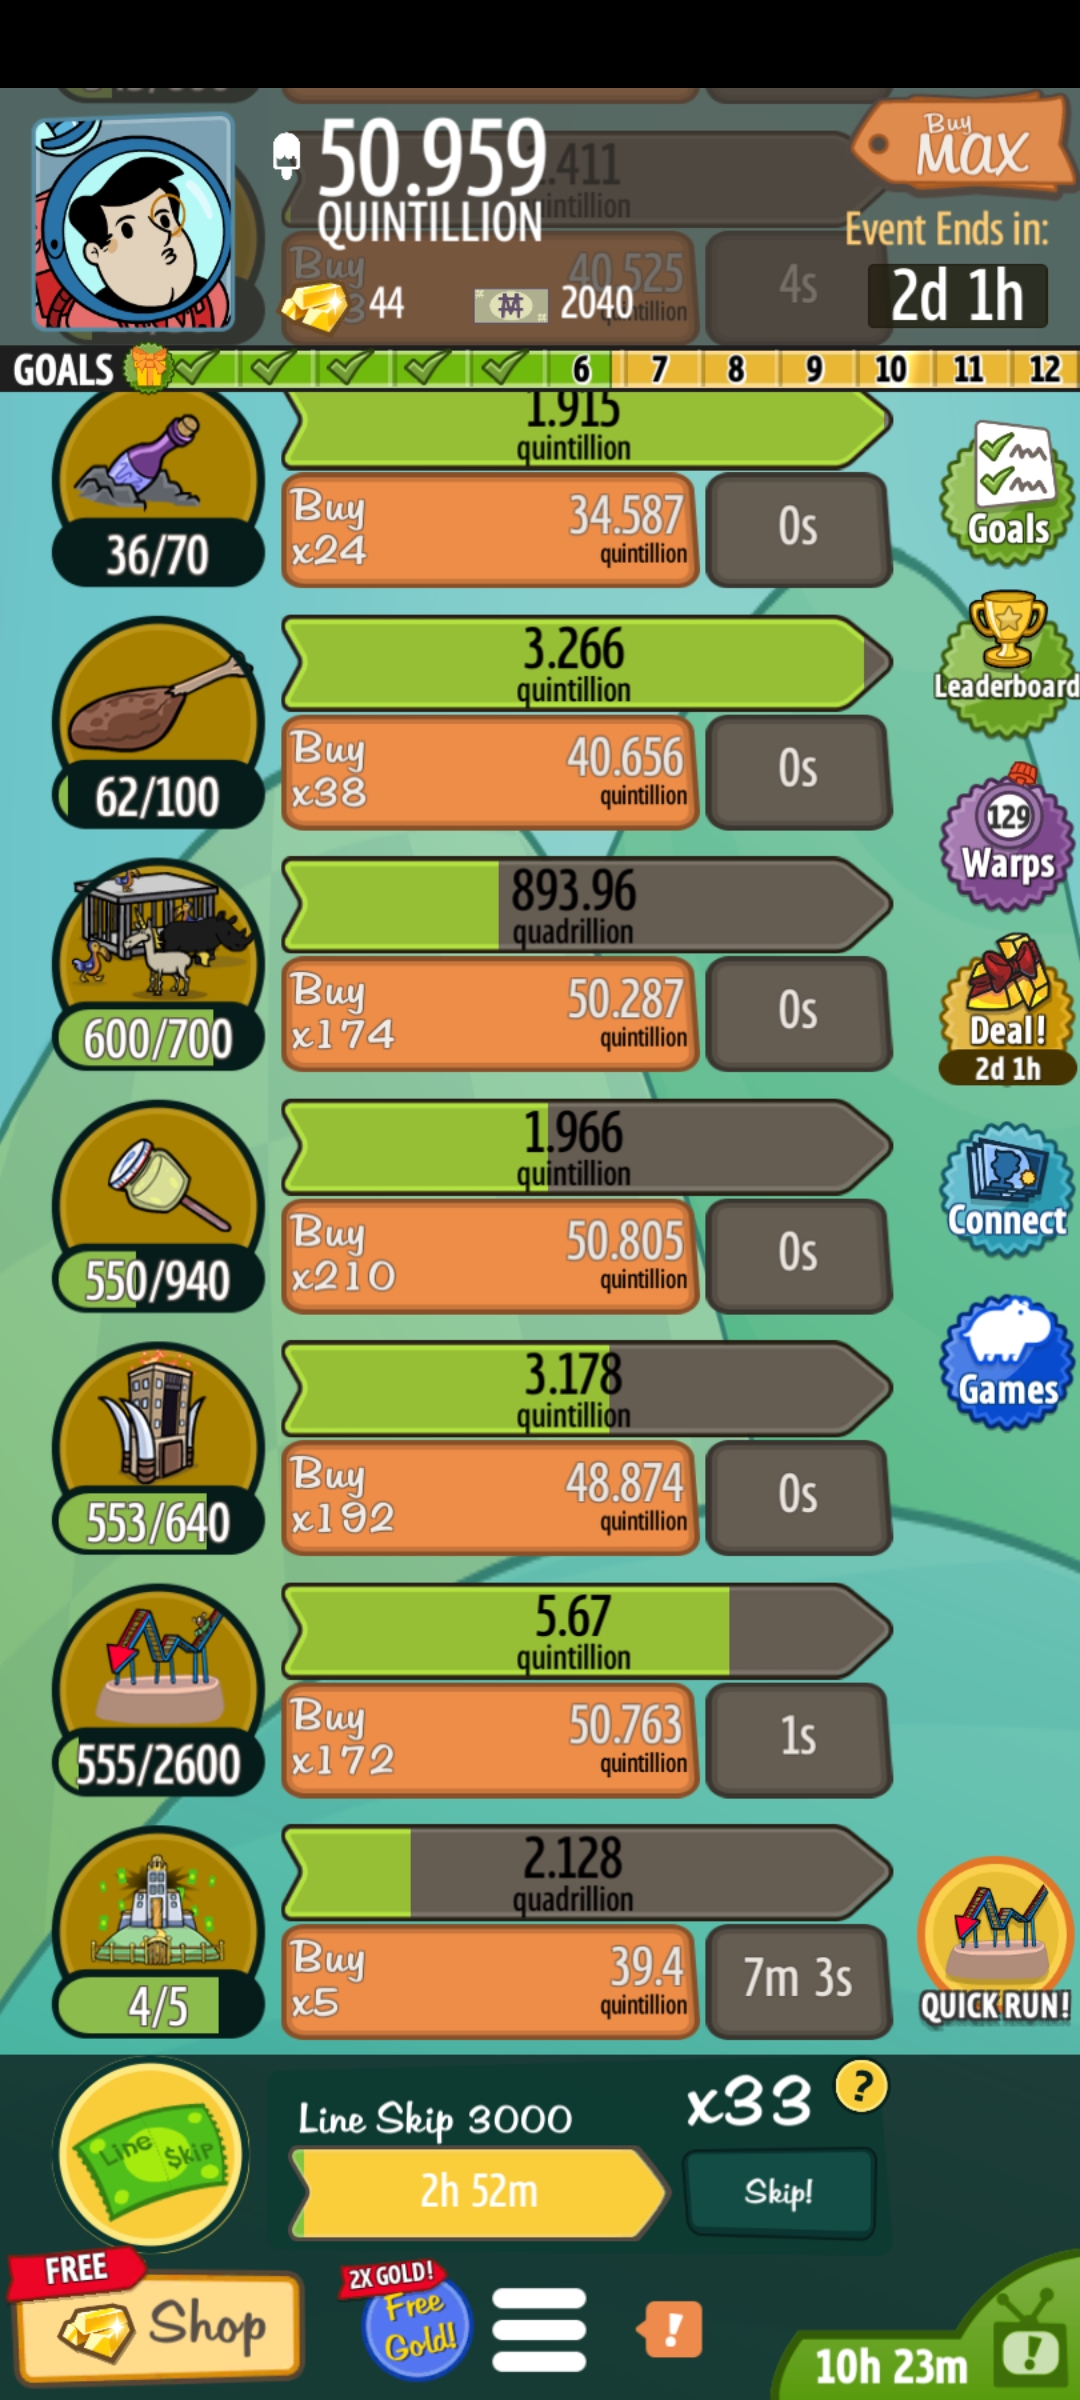 50.959
QUINTILLION
44
2040
Buy
MAX
Event Ends in:
2d 1h
.411
Buy
40.525
4s
GOALS
6 7 8 9 10 11 12
1.915
quintillion
Buy
x24
34.587
quintillion
0s
36/70
Goals
3.266
quintillion
Buy
x38
40.656
quintillion
0s
62/100
Leaderboard
893.96
quadrillion
Buy
x174
50.287
quintillion
0s
600/700
129
Warps
Deal!
2d 1h
1.966
quintillion
Buy
x210
50.805
quintillion
0s
550/940
Connect
3.178
quintillion
Buy
x192
48.874
quintillion
0s
553/640
Games
5.67
quintillion
Buy
x172
50.763
quintillion
1s
555/2600
2.128
quadrillion
Buy
x5
39.4
quintillion
7m 3s
4/5
QUICK RUN!
Line $kip
Line Skip 3000
x33
?
2h 52m
Skip!
FREE
Shop
2X GOLD!
Free
Gold!
!
10h 23m
!